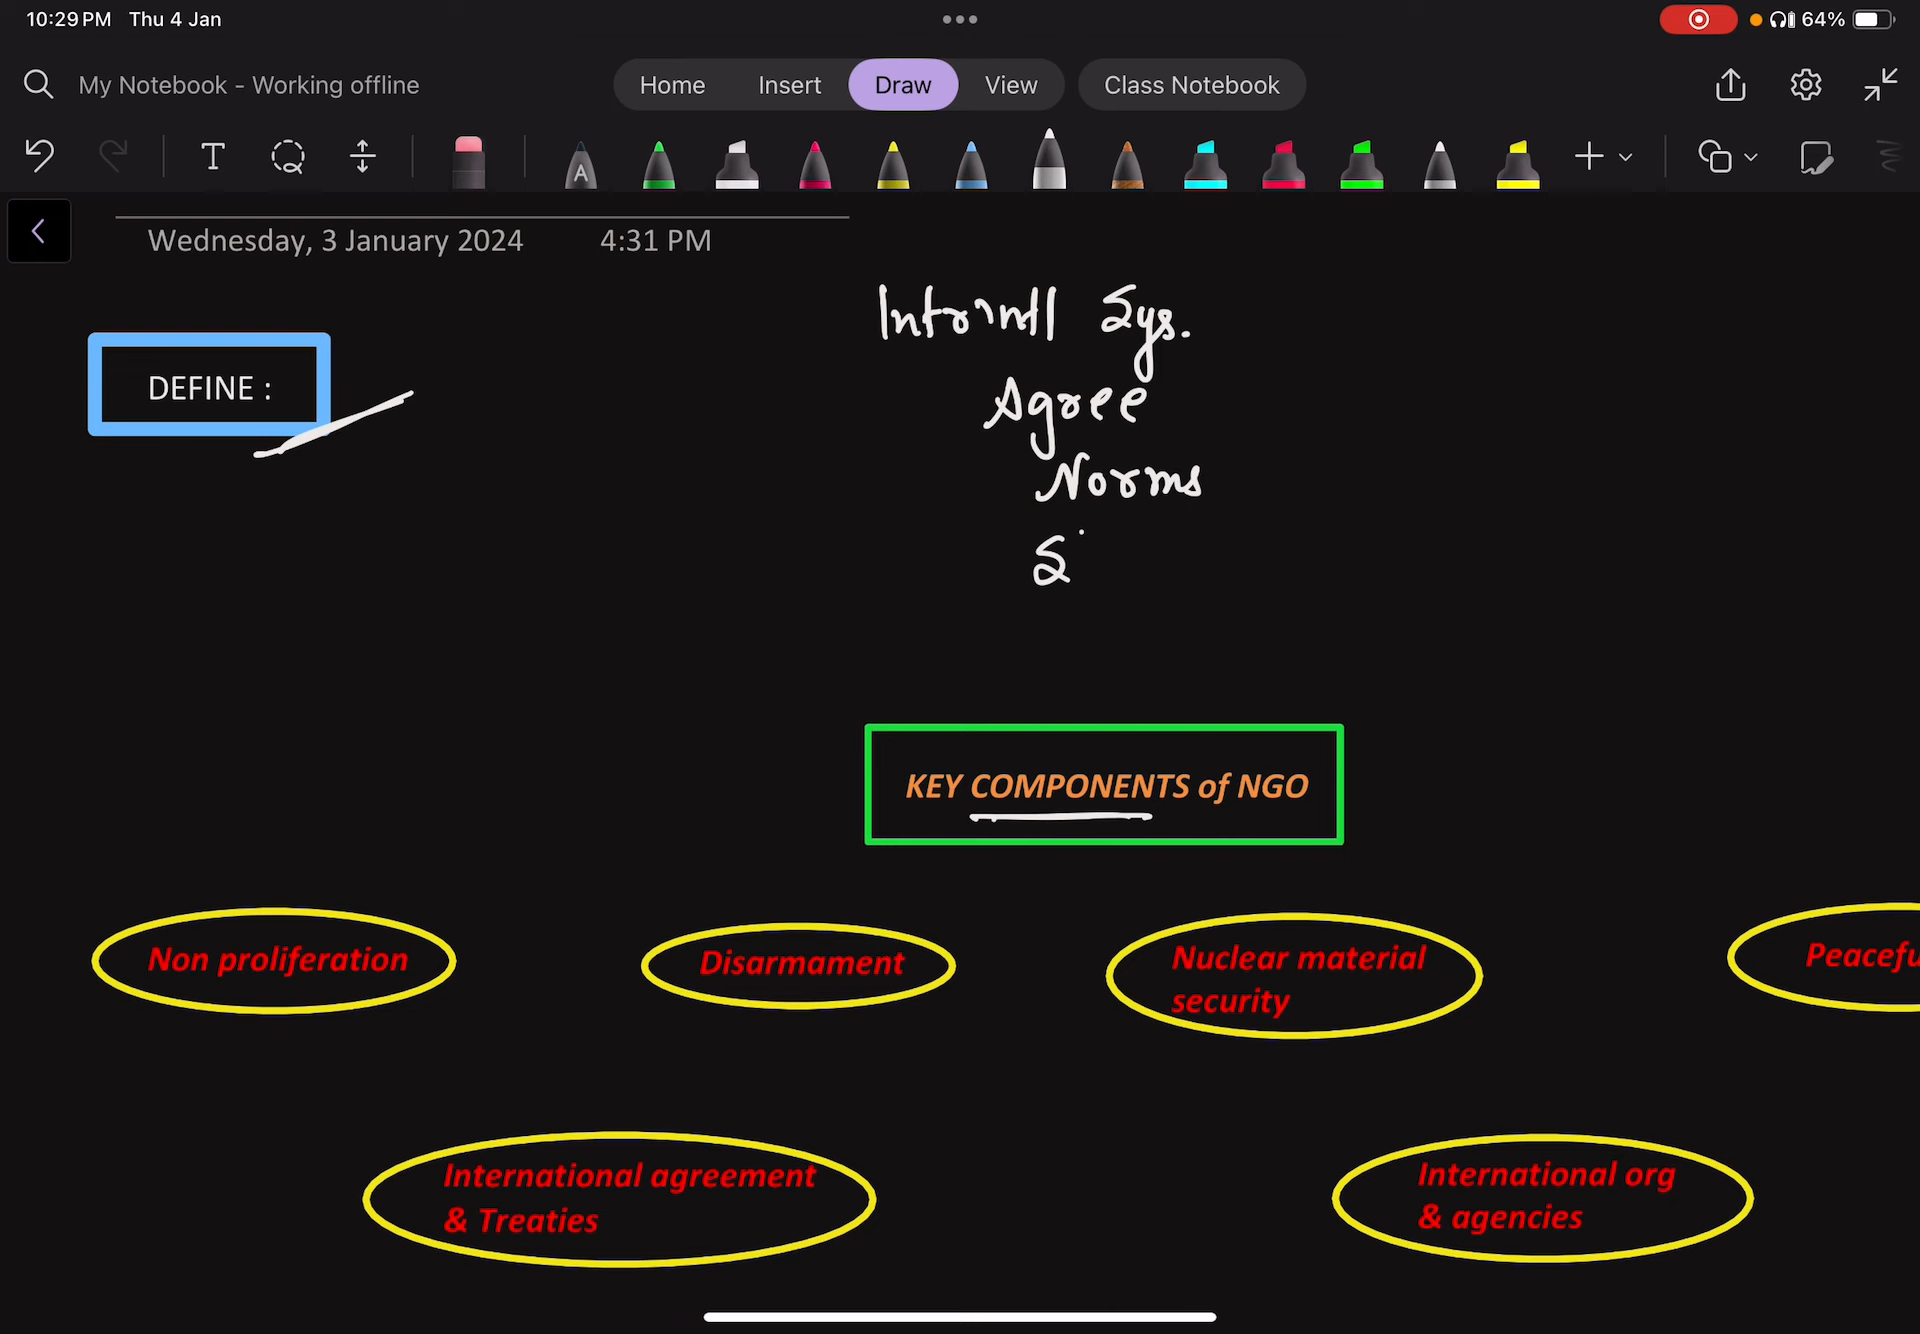 10:29 PM Thu 4 Jan
64%
My Notebook - Working offline
Home Insert Draw View Class Notebook
T
A
Wednesday, 3 January 2024 4:31 PM
Sys.
DEFINE :
Agree
Norms
S
KEY COMPONENTS of NGO
Non proliferation
Disarmament
Nuclear material
security
Peacefu
International agreement
& Treaties
International org
& agencies